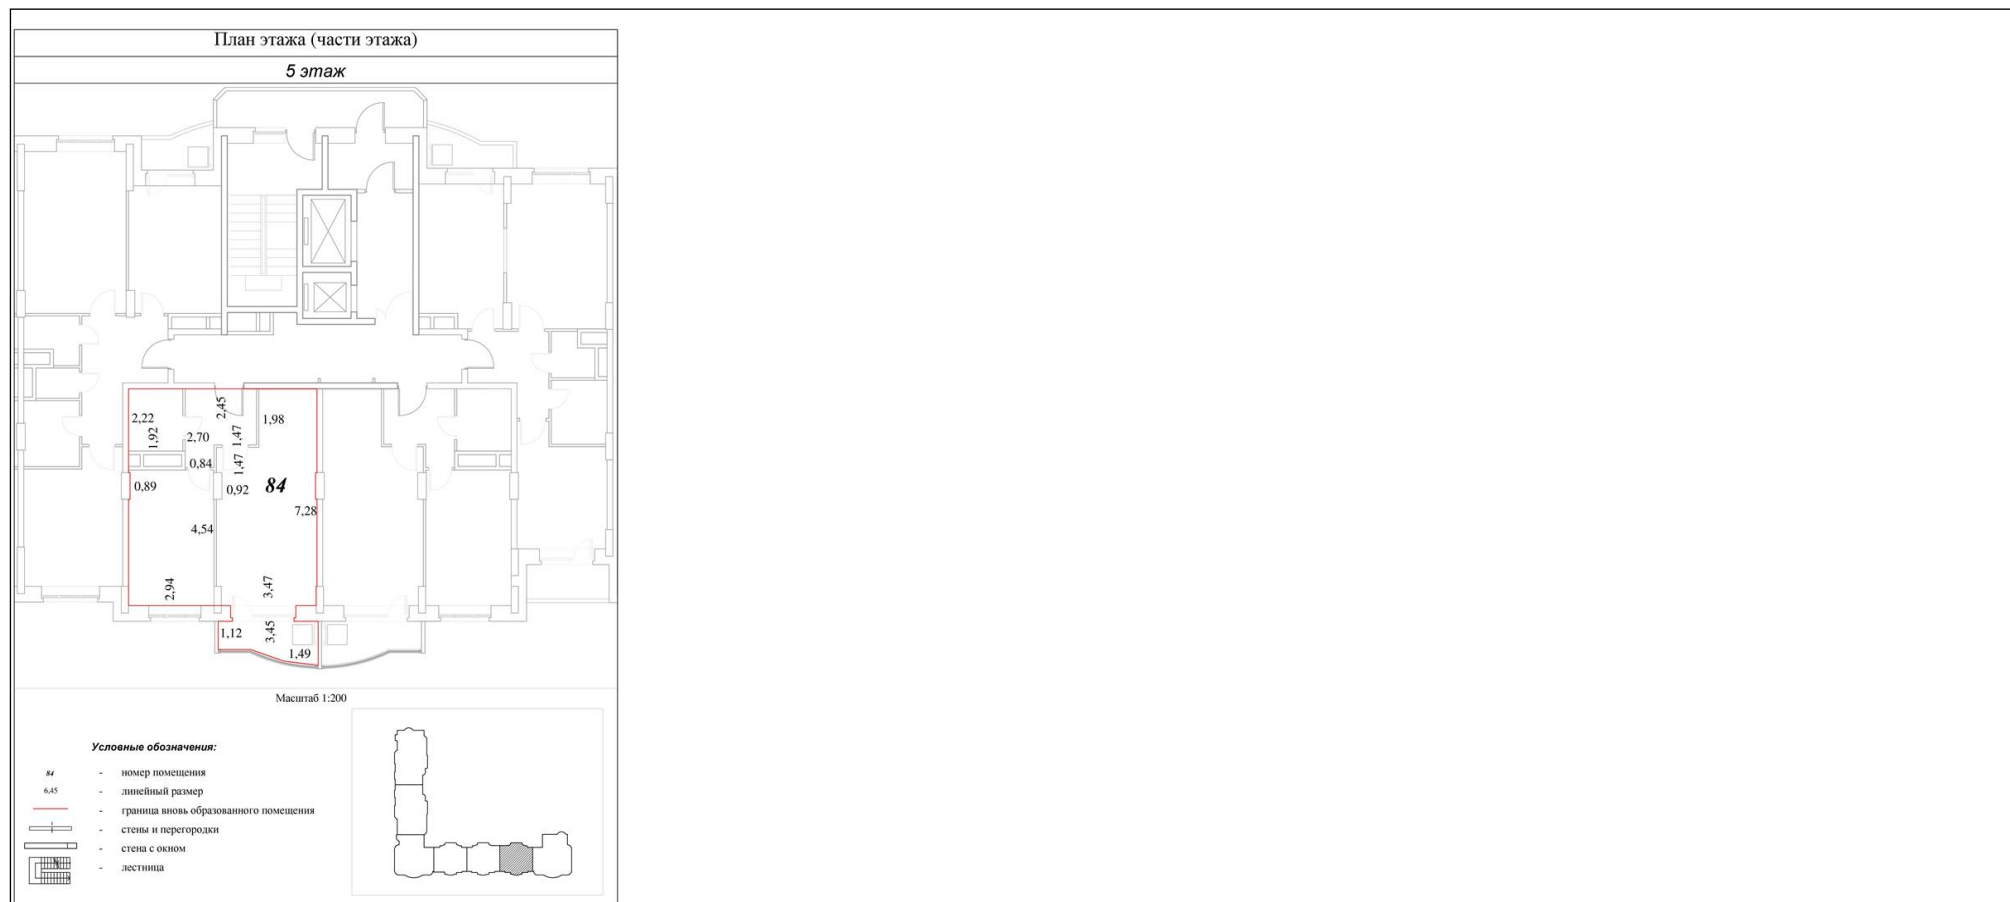 План этажа (части этажа)
5 этаж
2,45
2,22
1,98
1,92
2,70
1,47
0,84
1,47
0,89
0,92
84
7,28
4,54
2,94
3,47
1,12
3,45
1,49
Масштаб 1:200
Условные обозначения:
84 - номер помещения
6,45 - линейный размер
- граница вновь образованного помещения
- стены и перегородки
- стена с окном
- лестница